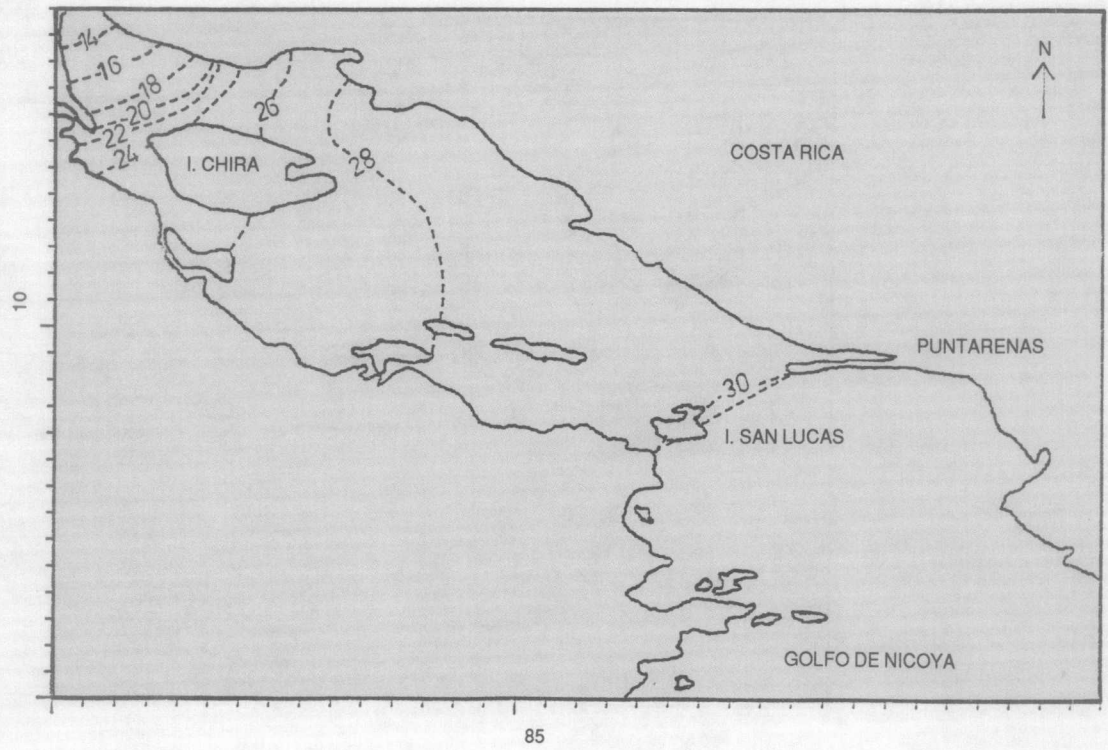 14
16
18
20
22
24
26
28
I. CHIRA
N
COSTA RICA
10
PUNTARENAS
30
I. SAN LUCAS
GOLFO DE NICOYA
85